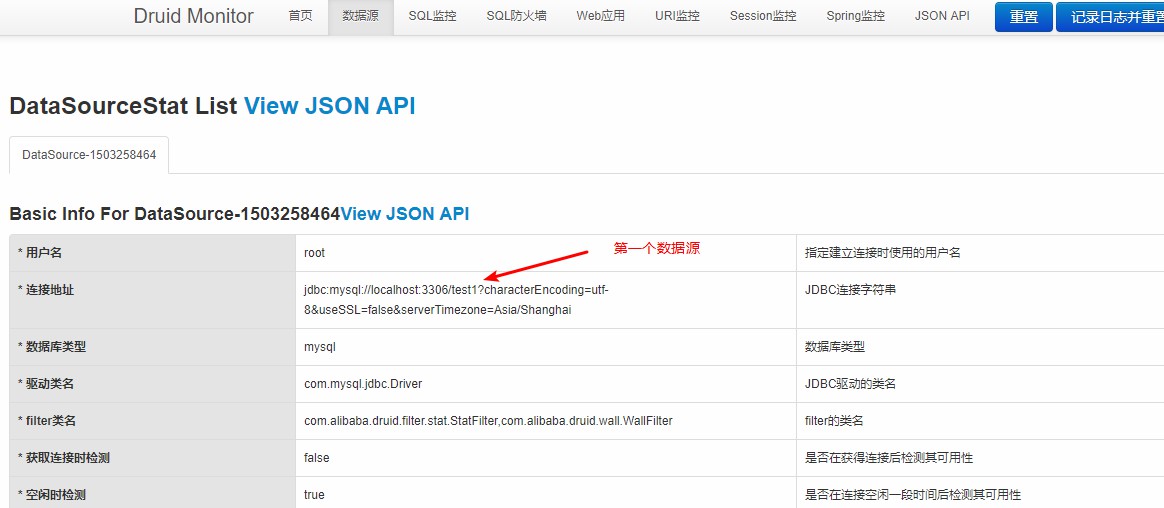 Druid Monitor 首页 数据源 SQL监控 SQL防火墙 Web应用 URI监控 Session监控 Spring监控 JSON API 重置 记录日志并重置
DataSourceStat List View JSON API
DataSource-1503258464
Basic Info For DataSource-1503258464View JSON API
* 用户名 root 第一个数据源 指定建立连接时使用的用户名
* 连接地址 jdbc:mysql://localhost:3306/test1?characterEncoding=utf- JDBC连接字符串
8&useSSL=false&serverTimezone=Asia/Shanghai
* 数据库类型 mysql 数据库类型
* 驱动类名 com.mysql.jdbc.Driver JDBC驱动的类名
* filter类名 com.alibaba.druid.filter.stat.StatFilter,com.alibaba.druid.wall.WallFilter filter的类名
* 获取连接时检测 false 是否在获得连接后检测其可用性
* 空闲时检测 true 是否在连接空闲一段时间后检测其可用性